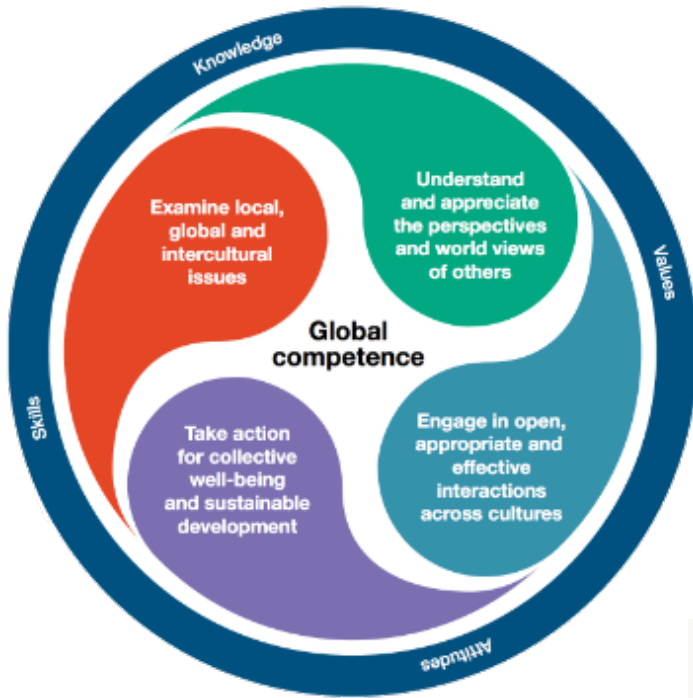 Knowledge
Examine local,
global and
intercultural
issues
Understand
and appreciate
the perspectives
and world views
of others
Values
Global
competence
Skills
Take action
for collective
well-being
and sustainable
development
Engage in open,
appropriate and
effective
interactions
across cultures
Attitudes